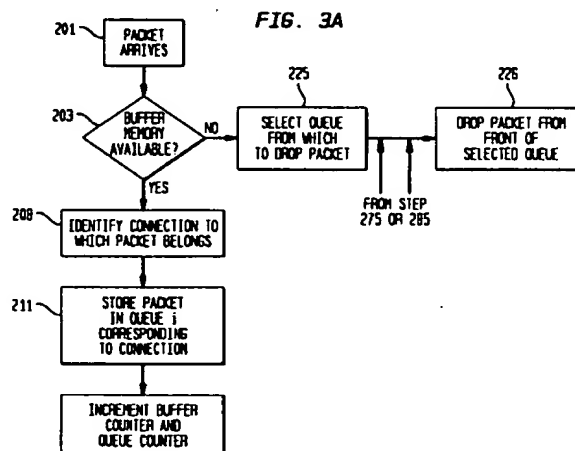 FIG. 3A
201
PACKET
ARRIVES
203
BUFFER
MEMORY
AVAILABLE?
NO
YES
225
SELECT QUEUE
FROM WHICH
TO DROP PACKET
226
DROP PACKET FROM
FRONT OF
SELECTED QUEUE
FROM STEP
275 OR 285
208
IDENTIFY CONNECTION TO
WHICH PACKET BELONGS
211
STORE PACKET
IN QUEUE i
CORRESPONDING
TO CONNECTION
INCREMENT BUFFER
COUNTER AND
QUEUE COUNTER